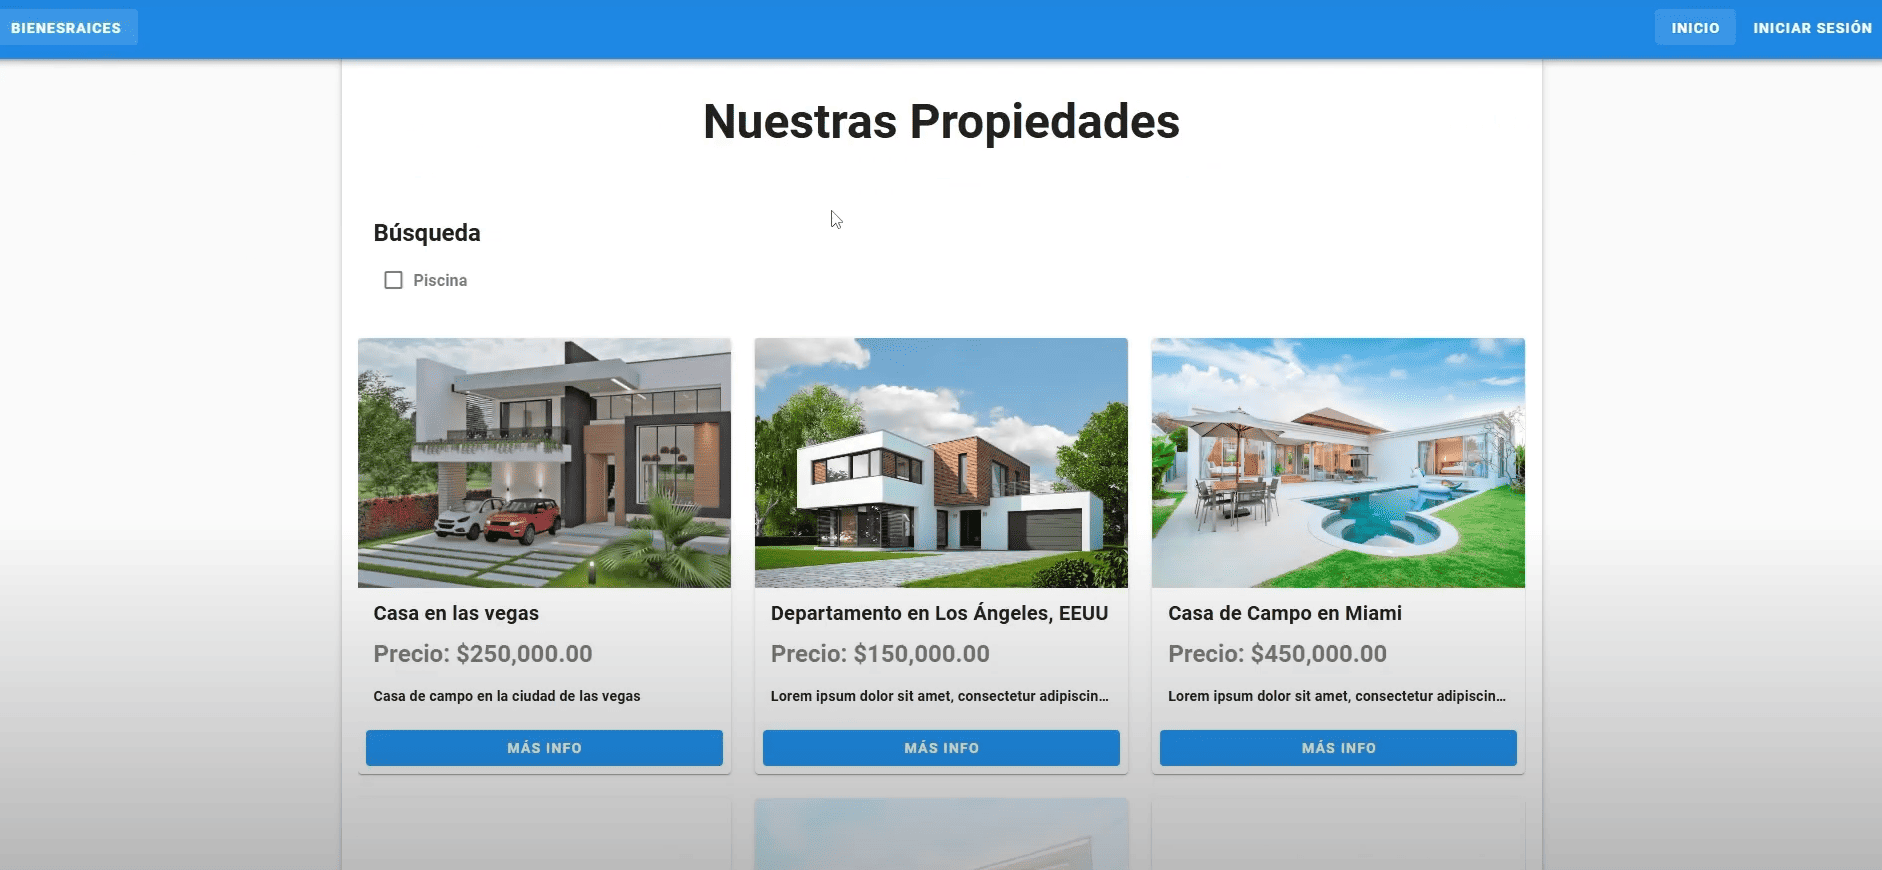 BIENESRAICES
INICIO INICIAR SESIÓN
Nuestras Propiedades
Búsqueda
Piscina
Casa en las vegas
Precio: $250,000.00
Casa de campo en la ciudad de las vegas
MÁS INFO
Departamento en Los Ángeles, EEUU
Precio: $150,000.00
Lorem ipsum dolor sit amet, consectetur adipiscin...
MÁS INFO
Casa de Campo en Miami
Precio: $450,000.00
Lorem ipsum dolor sit amet, consectetur adipiscin...
MÁS INFO